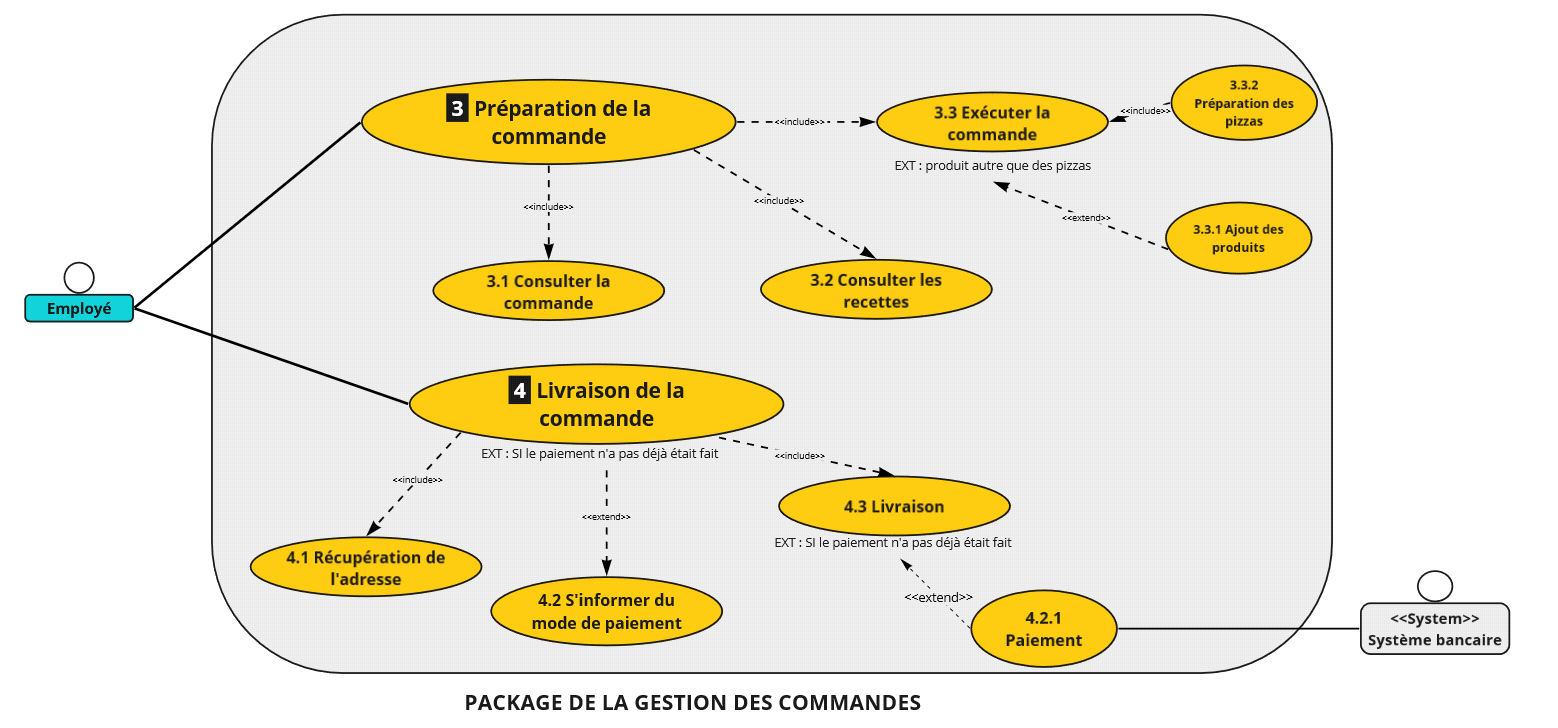 3 Préparation de la
commande
<<include>>
3.3 Exécuter la
commande
<<include>>
3.3.2
Préparation des
pizzas
EXT : produit autre que des pizzas
<<include>>
<<include>>
<<extend>>
3.3.1 Ajout des
produits
3.1 Consulter la
commande
3.2 Consulter les
recettes
Employé
4 Livraison de la
commande
EXT : SI le paiement n'a pas déjà était fait
<<include>>
<<include>>
<<extend>>
4.3 Livraison
EXT : SI le paiement n'a pas déjà était fait
4.1 Récupération de
l'adresse
4.2 S'informer du
mode de paiement
<<extend>>
4.2.1
Paiement
<<System>>
Système bancaire
PACKAGE DE LA GESTION DES COMMANDES